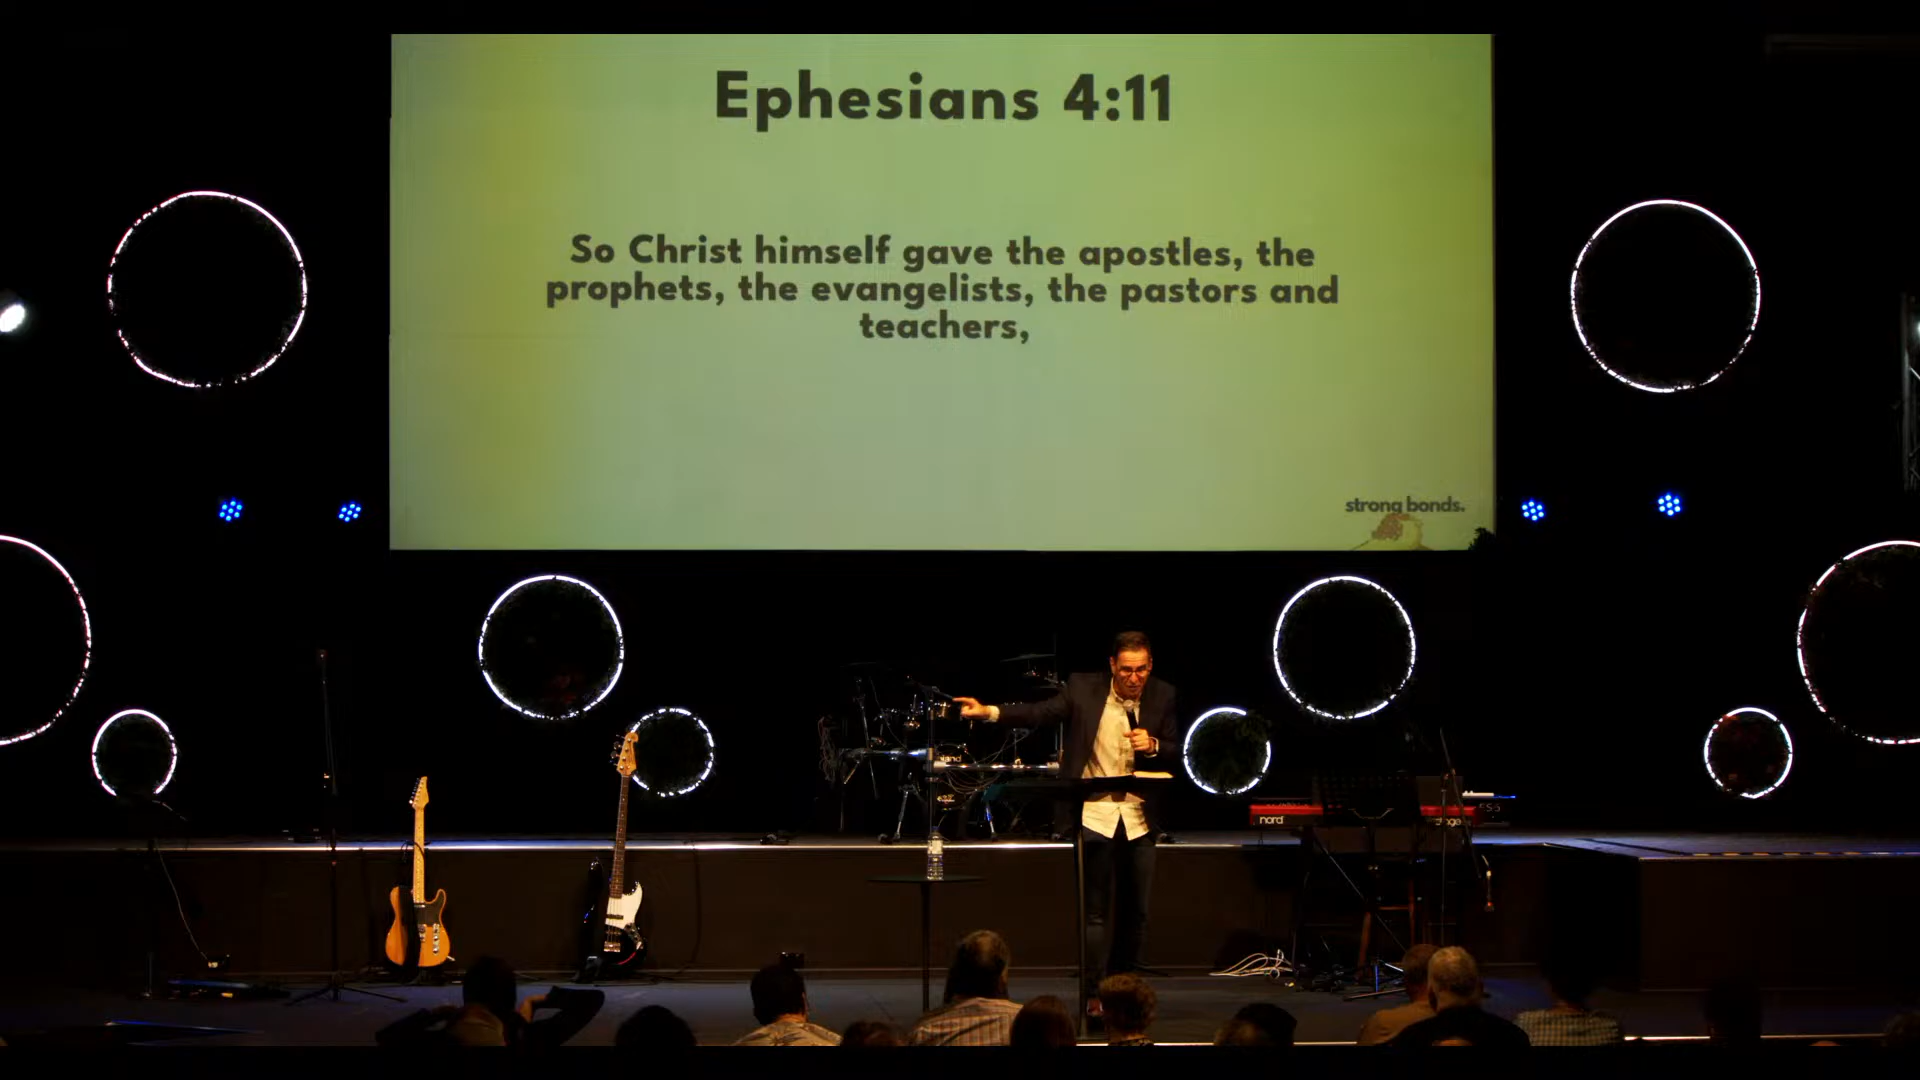 Ephesians 4:11
So Christ himself gave the apostles, the
prophets, the evangelists, the pastors and
teachers,
strong bonds.
nord